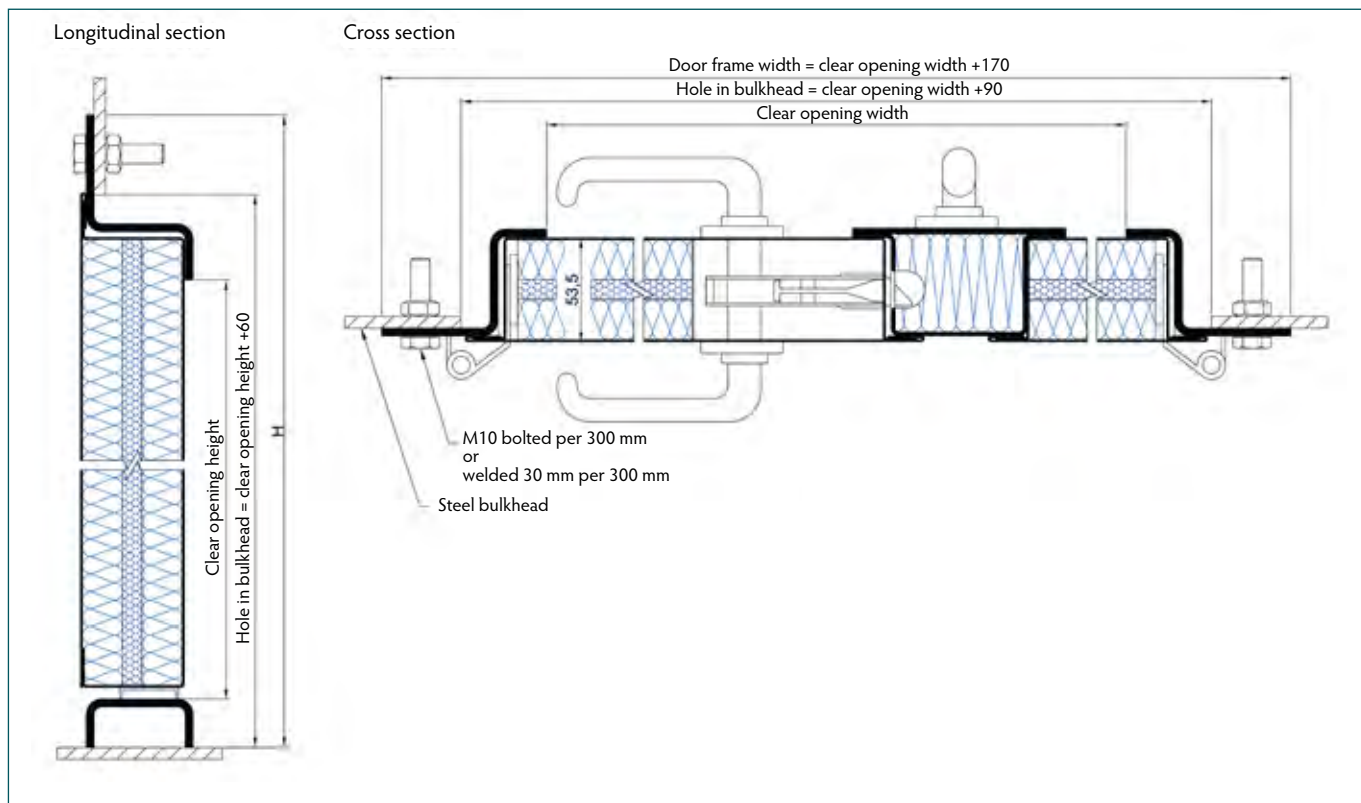 Longitudinal section
Cross section
Door frame width = clear opening width +170
Hole in bulkhead = clear opening width +90
Clear opening width
53,5
M10 bolted per 300 mm
or
welded 30 mm per 300 mm
Steel bulkhead
Clear opening height
Hole in bulkhead = clear opening height +60
H